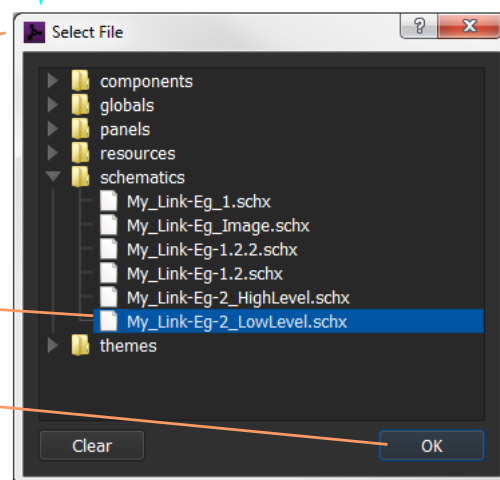 Select File
components
globals
panels
resources
schematics
My_Link-Eg_1.schx
My_Link-Eg_Image.schx
My_Link-Eg-1.2.2.schx
My_Link-Eg-1.2.schx
My_Link-Eg-2_HighLevel.schx
My_Link-Eg-2_LowLevel.schx
themes
Clear OK